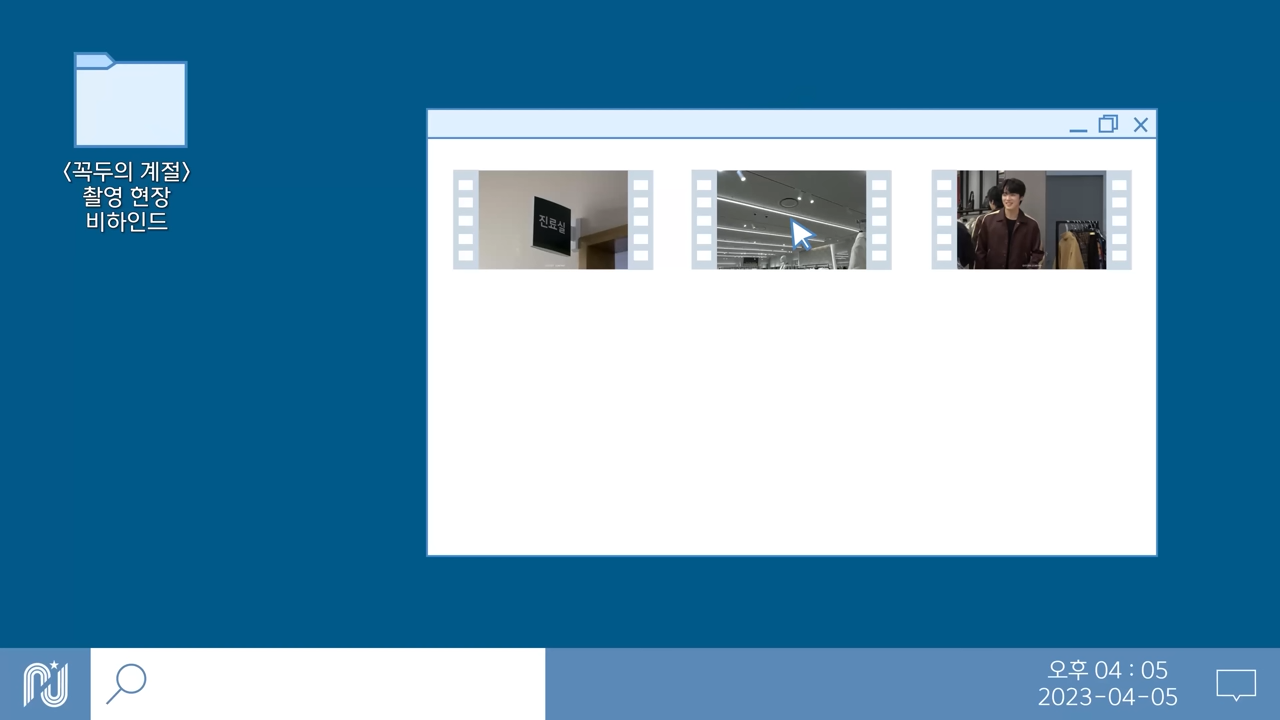 〈꼭두의 계절〉
촬영 현장
비하인드
진료실
오후 04 : 05
2023-04-05